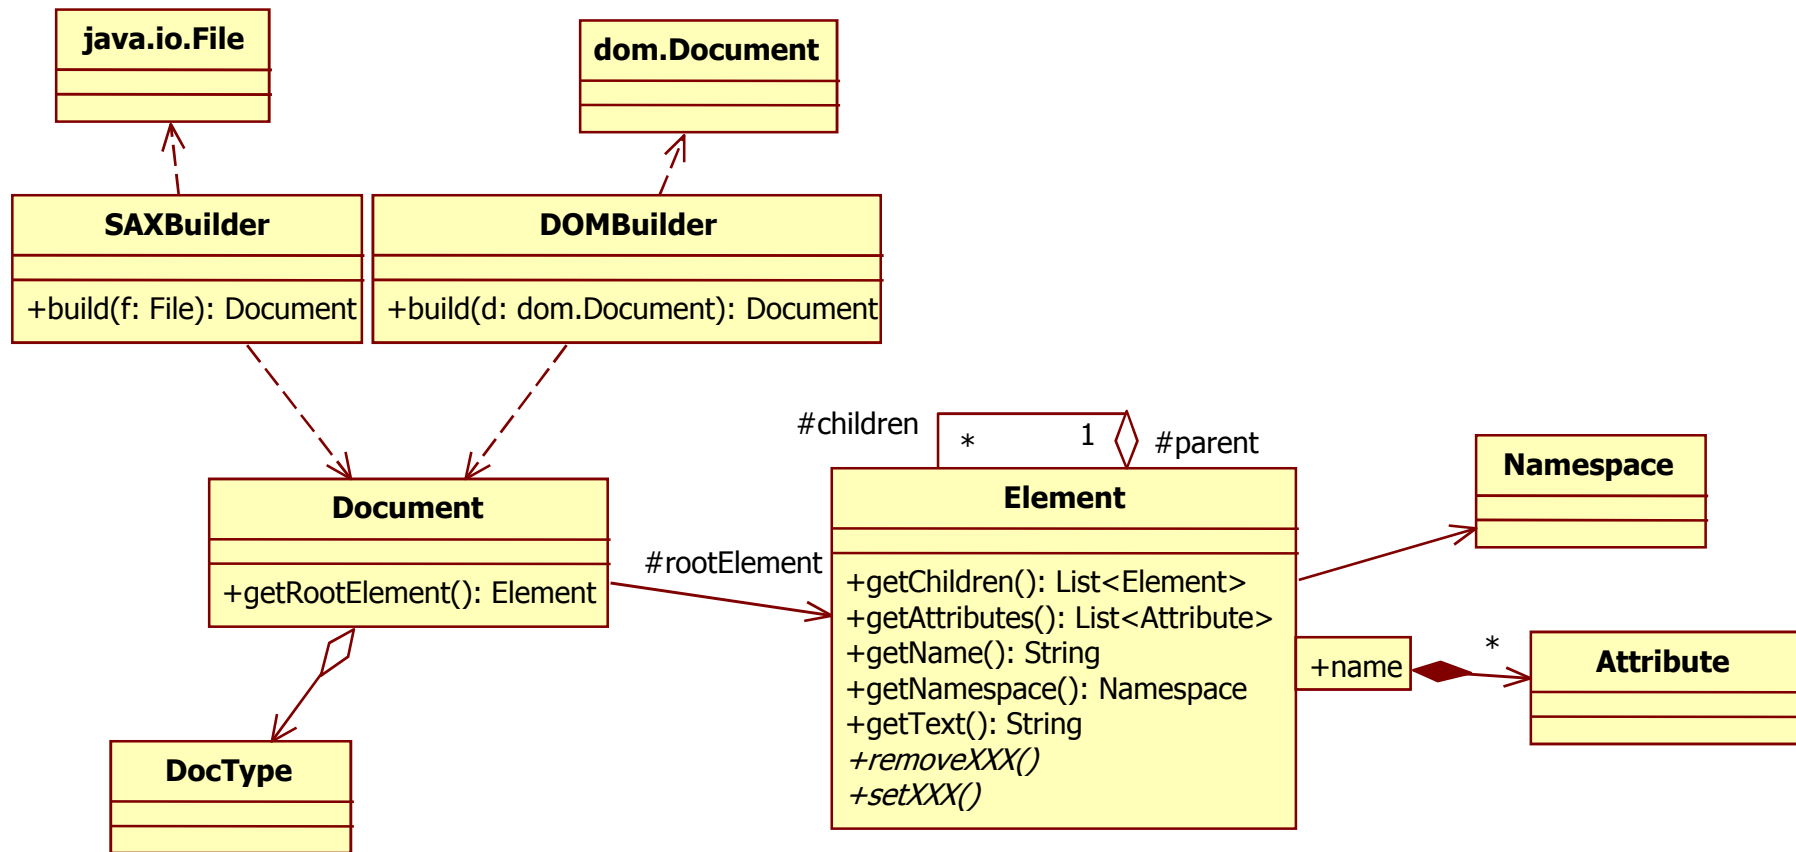 java.io.File
dom.Document
SAXBuilder
+build(f: File): Document
DOMBuilder
+build(d: dom.Document): Document
#children
*
1
#parent
Document
+getRootElement(): Element
#rootElement
Element
+getChildren(): List<Element>
+getAttributes(): List<Attribute>
+getName(): String
+getNamespace(): Namespace
+getText(): String
+removeXXX()
+setXXX()
Namespace
+name
*
Attribute
DocType